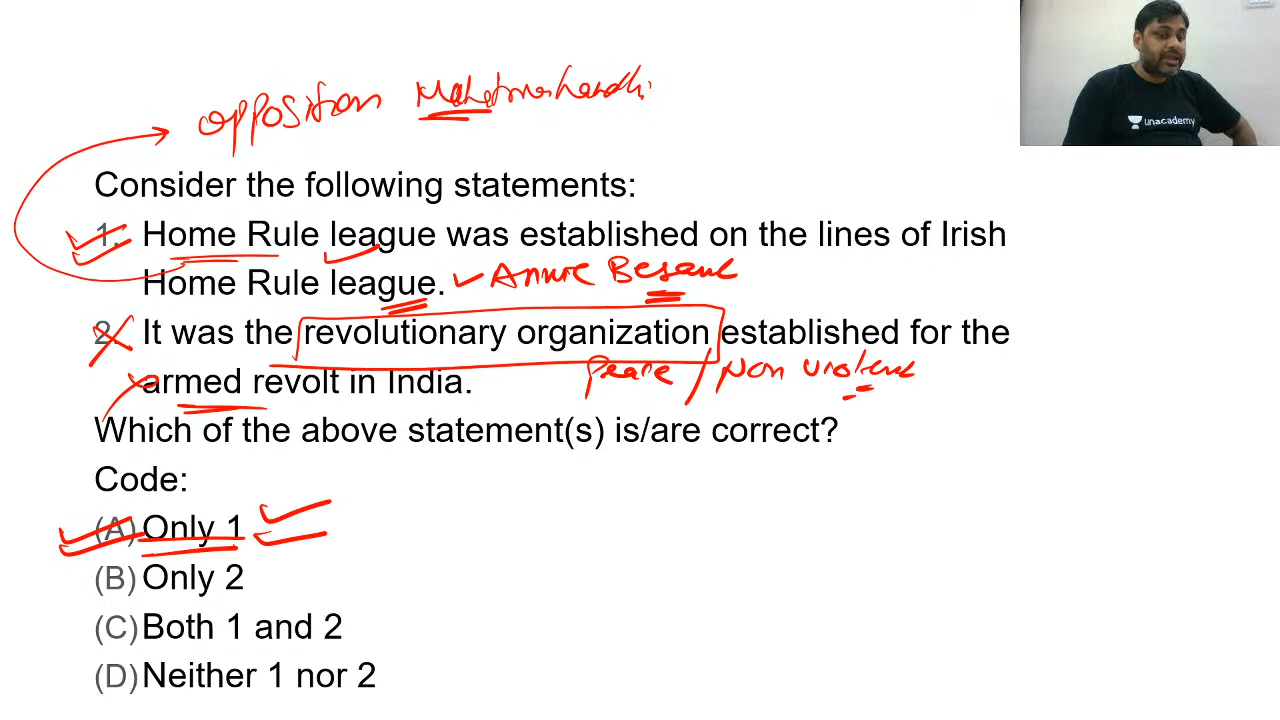 opposition
unacademy
Consider the following statements:
1. Home Rule league was established on the lines of Irish
Home Rule league. Annie Besant
2. It was the revolutionary organization established for the
Peace / Non violent
armed revolt in India.
Which of the above statement(s) is/are correct?
Code:
(A) Only 1
(B) Only 2
(C) Both 1 and 2
(D) Neither 1 nor 2